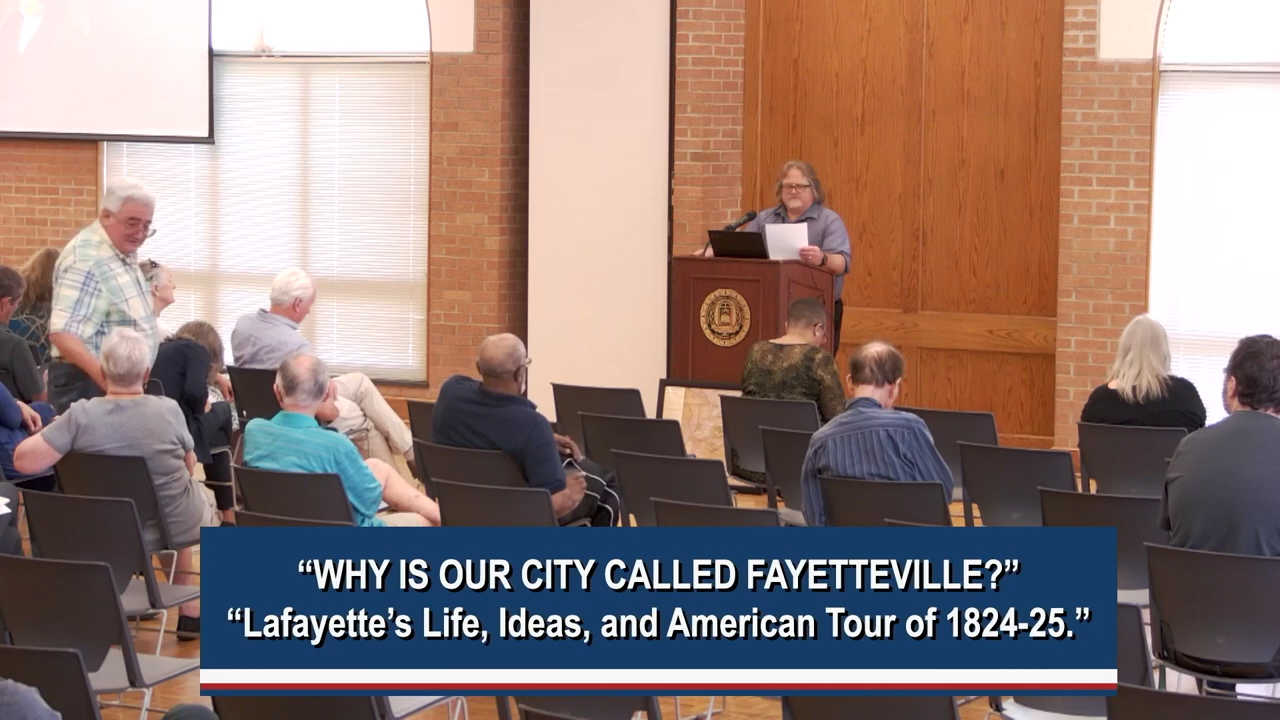 “WHY IS OUR CITY CALLED FAYETTEVILLE?”
“Lafayette’s Life, Ideas, and American Tour of 1824-25.”